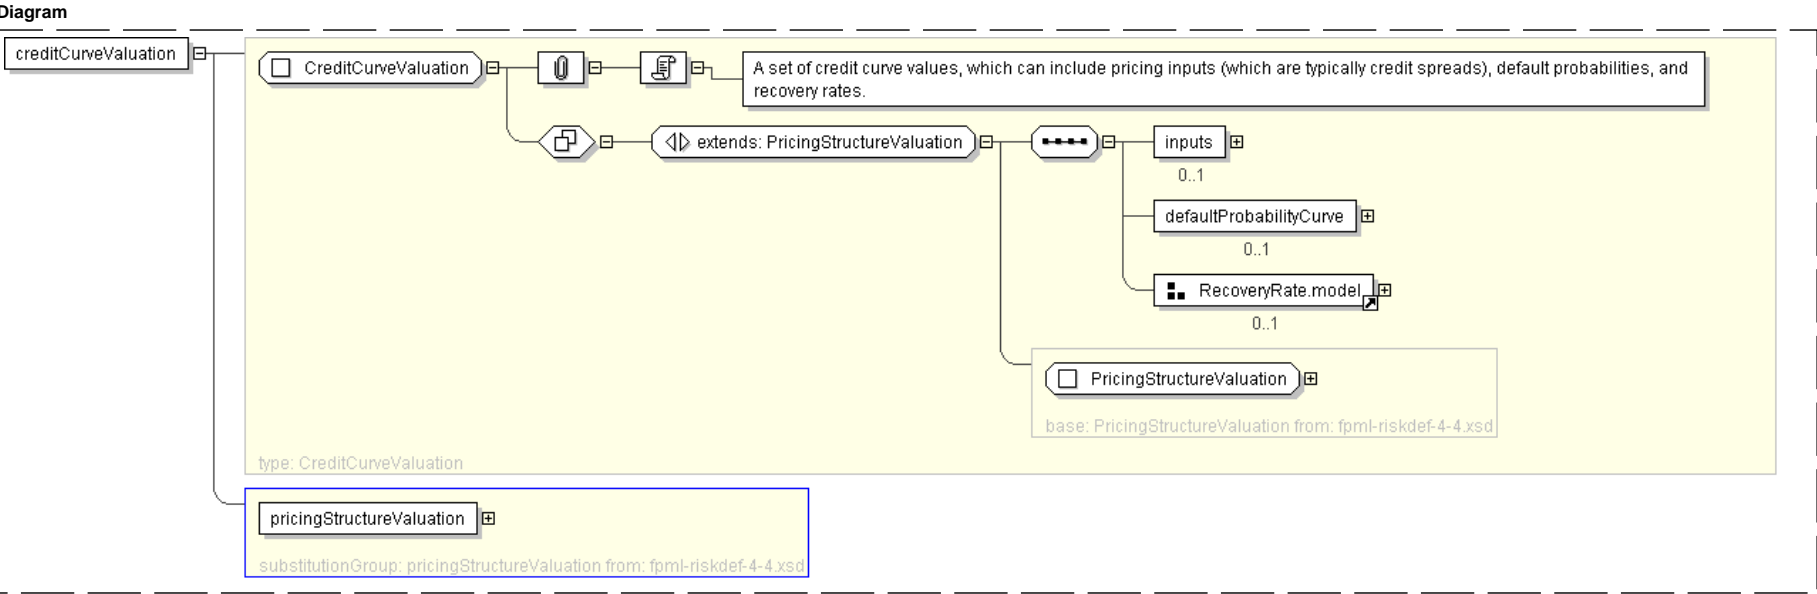 Diagram
creditCurveValuation
CreditCurveValuation
A set of credit curve values, which can include pricing inputs (which are typically credit spreads), default probabilities, and
recovery rates.
extends: PricingStructureValuation
inputs
0..1
defaultProbabilityCurve
0..1
RecoveryRate.model
0..1
PricingStructureValuation
base: PricingStructureValuation from: fpml-riskdef-4-4.xsd
type: CreditCurveValuation
pricingStructureValuation
substitutionGroup: pricingStructureValuation from: fpml-riskdef-4-4.xsd